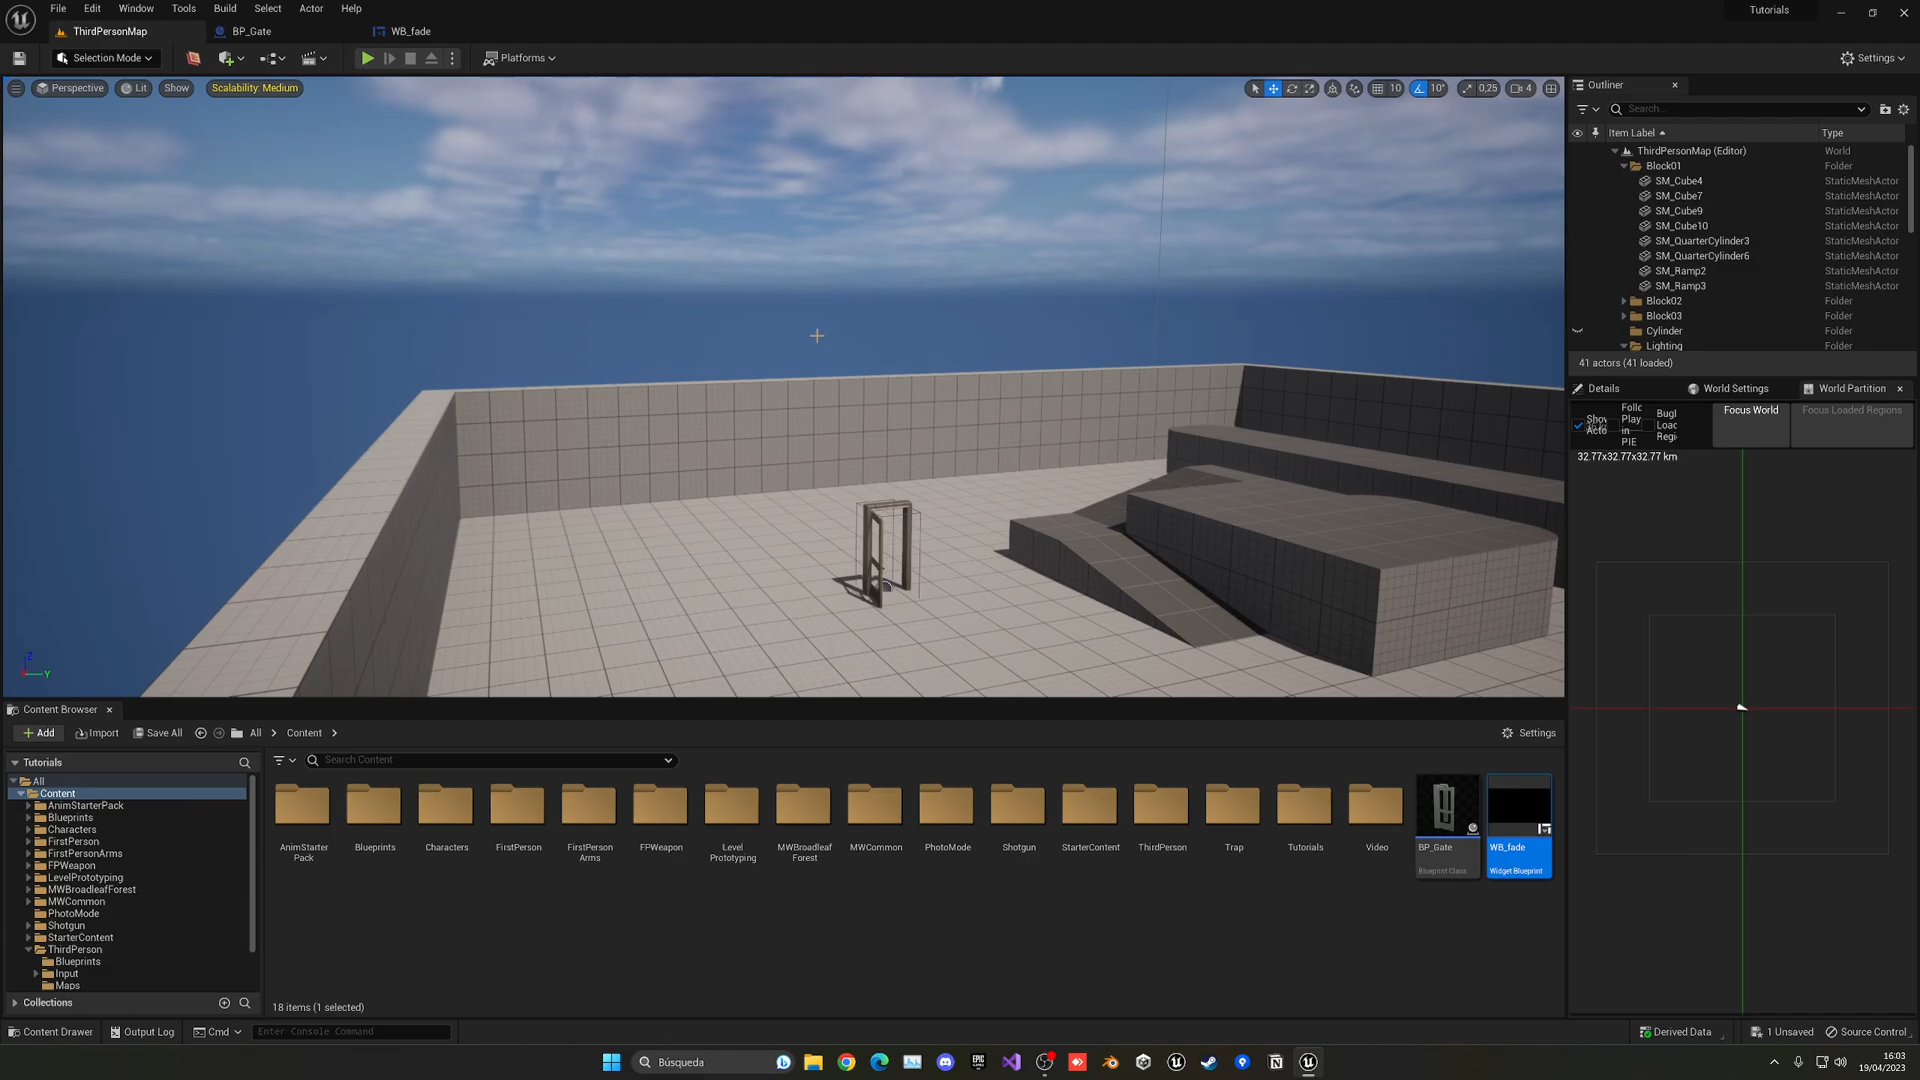 File Edit Window Tools Build Select Actor Help
Tutorials
ThirdPersonMap
BP_Gate
WB_fade
Selection Mode
Platforms
Settings
Perspective
Lit
Show
Scalability: Medium
10
10°
0,25
4
Outliner
Search...
Item Label
Type
ThirdPersonMap (Editor) World
Block01 Folder
SM_Cube4 StaticMeshActor
SM_Cube7 StaticMeshActor
SM_Cube9 StaticMeshActor
SM_Cube10 StaticMeshActor
SM_QuarterCylinder3 StaticMeshActor
SM_QuarterCylinder6 StaticMeshActor
SM_Ramp2 StaticMeshActor
SM_Ramp3 StaticMeshActor
Block02 Folder
Block03 Folder
Cylinder Folder
Lighting Folder
41 actors (41 loaded)
Details
World Settings
World Partition
Play
in
PIE
Focus World
Focus Loaded Regions
32.77x32.77x32.77 km
Z
Y
Content Browser
Add
Import
Save All
All
Content
Settings
Tutorials
All
Content
AnimStarterPack
Blueprints
Characters
FirstPerson
FirstPersonArms
FPWeapon
LevelPrototyping
MWBroadleafForest
MWCommon
PhotoMode
Shotgun
StarterContent
ThirdPerson
Blueprints
Input
Maps
Collections
Search Content
AnimStarter
Pack
Blueprints
Characters
FirstPerson
FirstPerson
Arms
FPWeapon
Level
Prototyping
MWBroadleaf
Forest
MWCommon
PhotoMode
Shotgun
StarterContent
ThirdPerson
Trap
Tutorials
Video
BP_Gate
Blueprint Class
WB_fade
Widget Blueprint
18 items (1 selected)
Content Drawer
Output Log
Cmd
Enter Console Command
Derived Data
1 Unsaved
Source Control
Búsqueda
EPIC
GAMES
16:03
19/04/2023